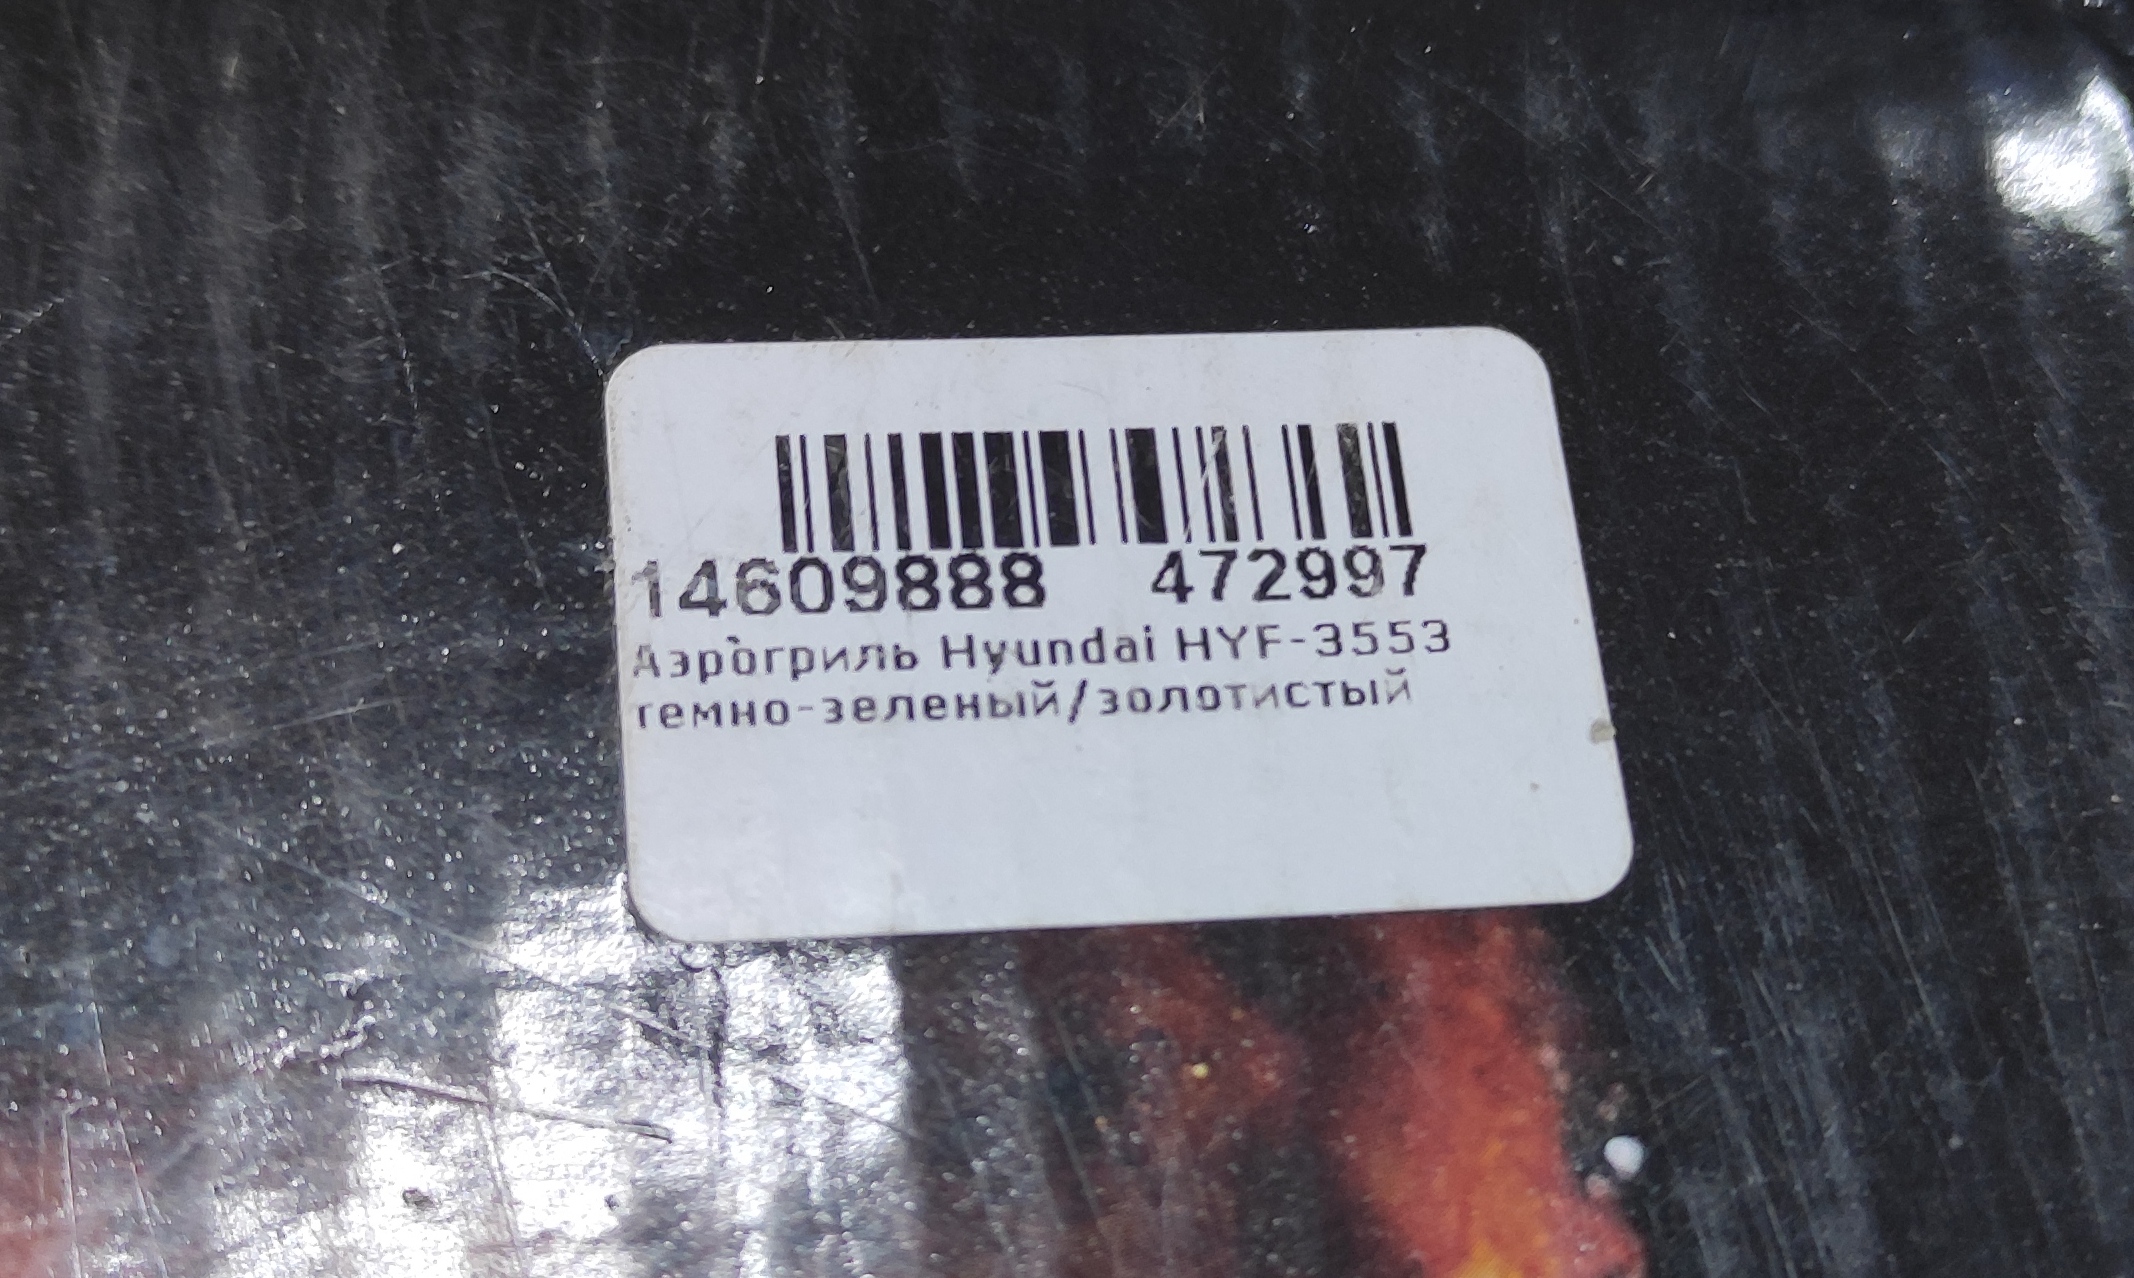 14609888 472997
Аэрогриль Hyundai HYF-3553
темно-зеленый/золотистый